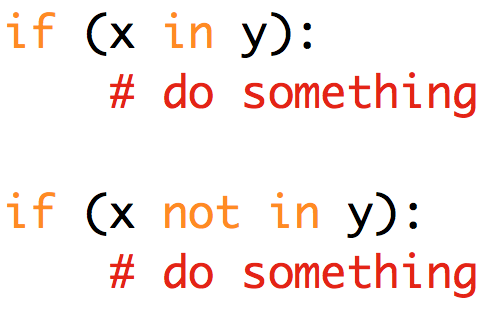 if (x in y):
    # do something

if (x not in y):
    # do something